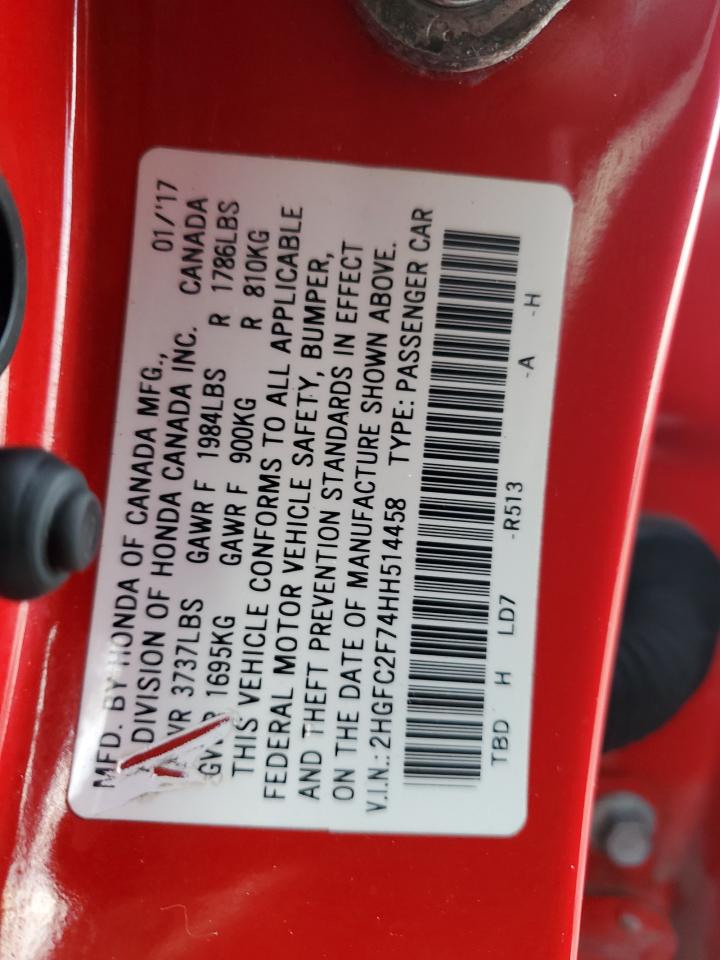 01/'17
MFD. BY HONDA OF CANADA MFG.,
DIVISION OF HONDA CANADA INC. CANADA
3737LBS GAWR F 1984LBS R 1786LBS
1695KG GAWR F 900KG R 810KG
THIS VEHICLE CONFORMS TO ALL APPLICABLE
FEDERAL MOTOR VEHICLE SAFETY, BUMPER,
AND THEFT PREVENTION STANDARDS IN EFFECT
ON THE DATE OF MANUFACTURE SHOWN ABOVE.
V.I.N.: 2HGFC2F74HH514458 TYPE: PASSENGER CAR
TBD H LD7 -R513 -A -H